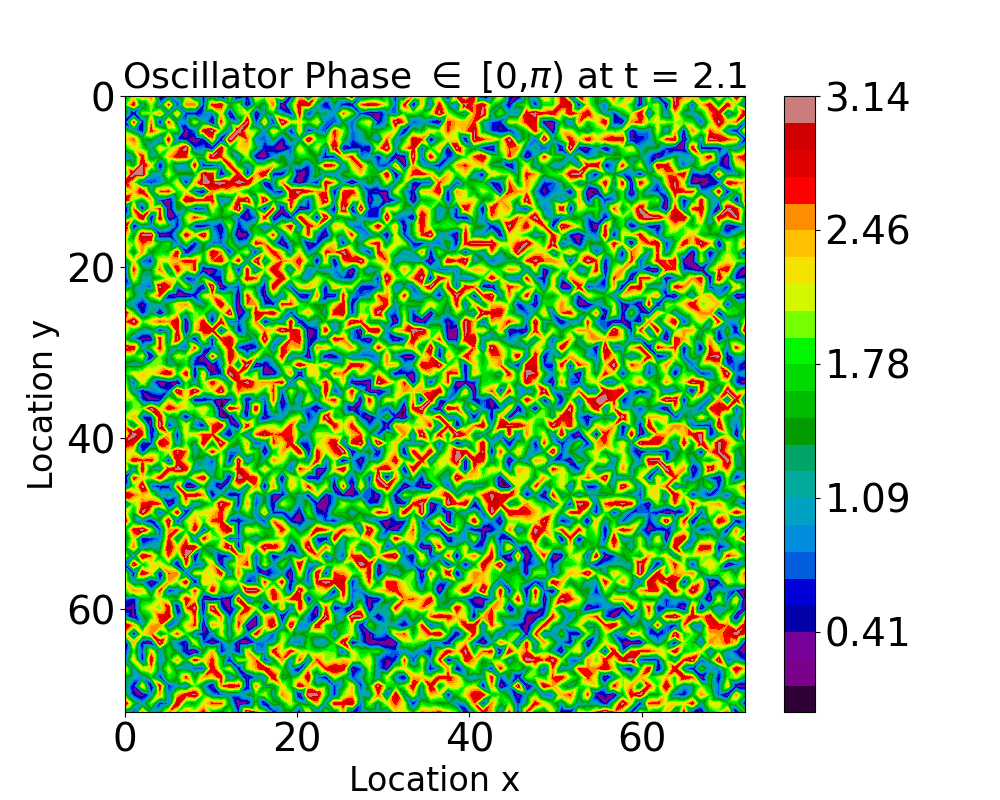 Oscillator Phase ∈ [0,π) at t = 2.1
0
20
40
60
Location y
0 20 40 60
Location x
3.14
2.46
1.78
1.09
0.41